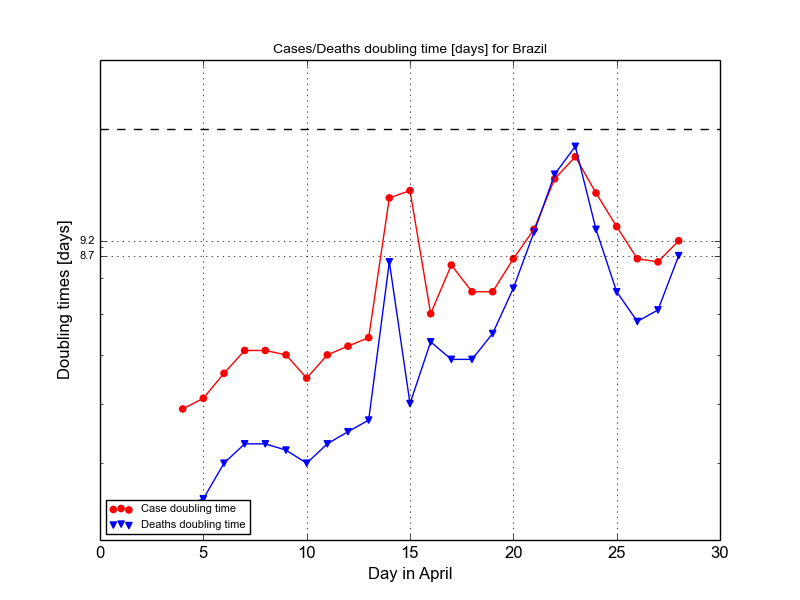 Cases/Deaths doubling time [days] for Brazil
Doubling times [days]
9.2
8.7
Case doubling time
Deaths doubling time
0 5 10 15 20 25 30
Day in April